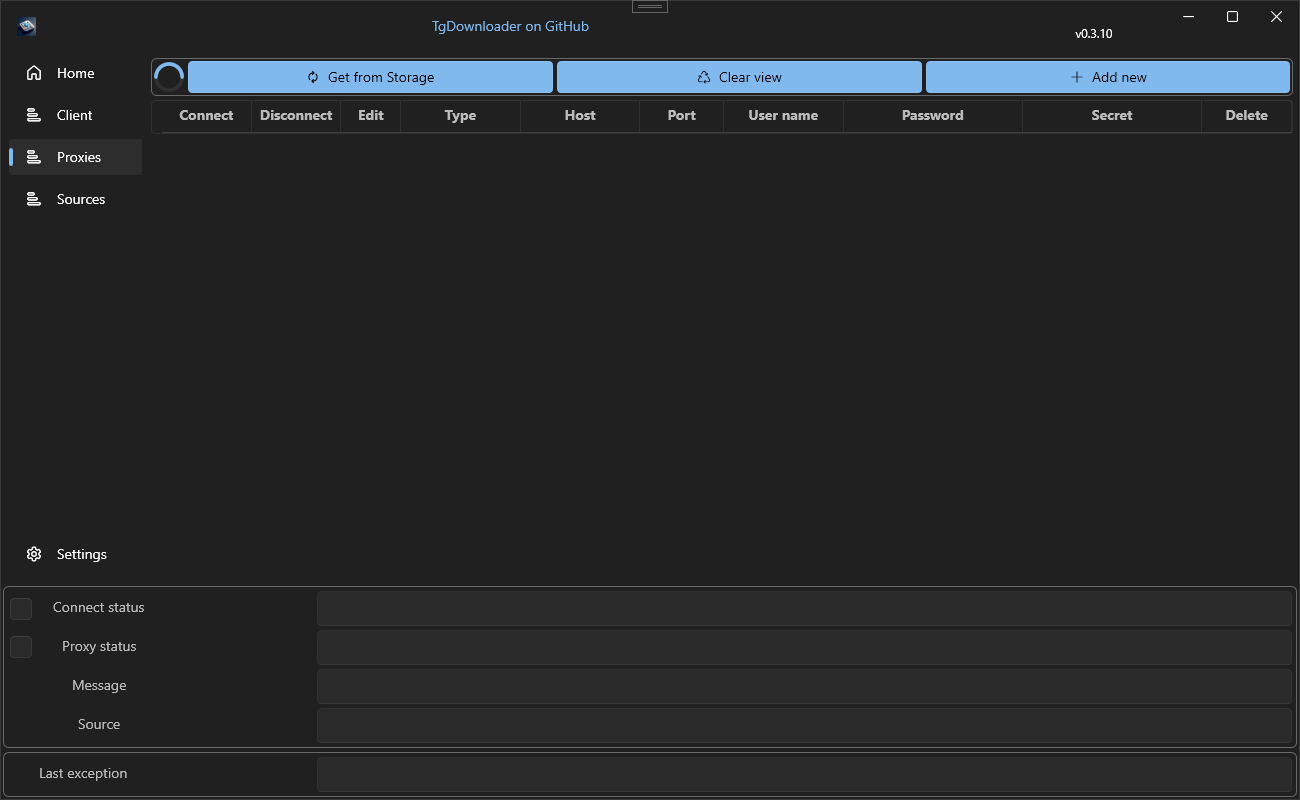 TgDownloader on GitHub
v0.3.10
Home
Client
Proxies
Sources
Get from Storage Clear view Add new
Connect Disconnect Edit Type Host Port User name Password Secret Delete
Settings
Connect status
Proxy status
Message
Source
Last exception